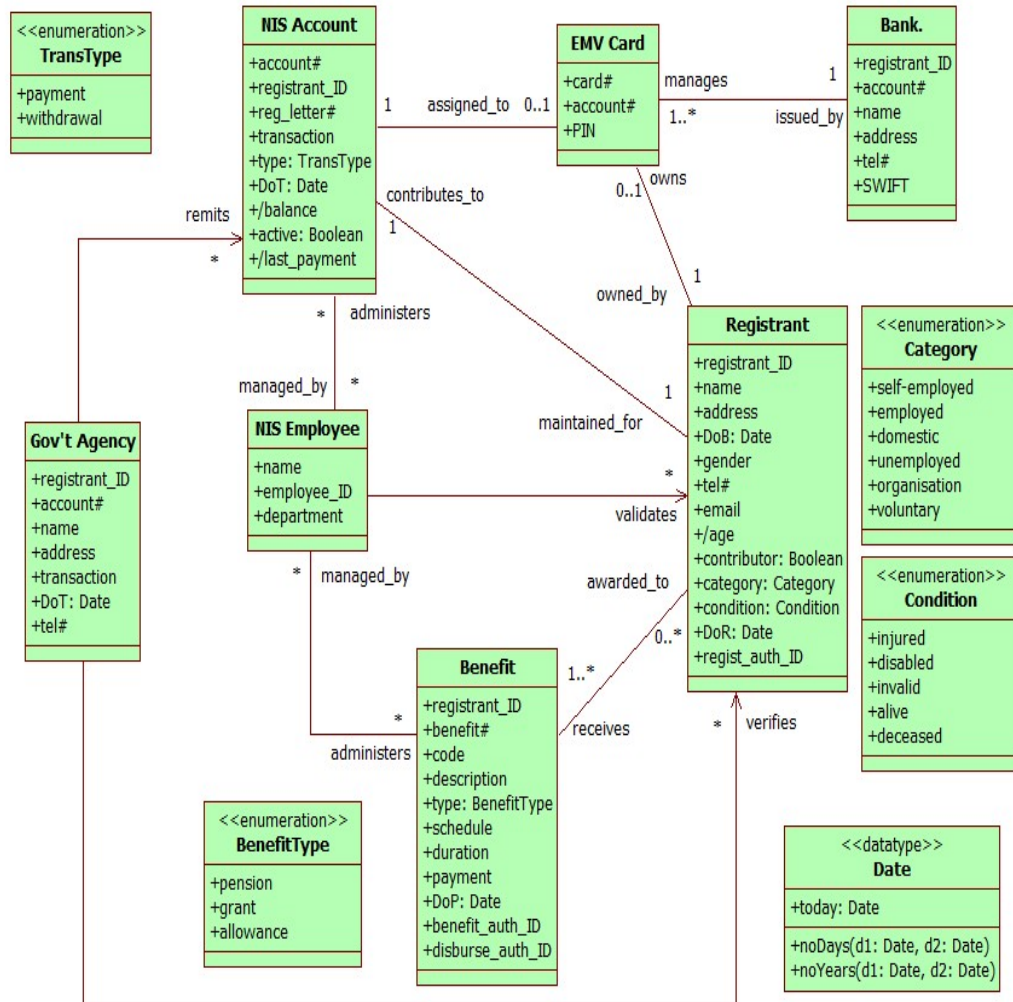 <<enumeration>>
TransType
+payment
+withdrawal
NIS Account
+account#
+registrant_ID
+reg_letter#
+transaction
+type: TransType
+DoT: Date
+/balance
+active: Boolean
+/last_payment
EMV Card
+card#
+account#
+PIN
Bank.
+registrant_ID
+account#
+name
+address
+tel#
+SWIFT
1
assigned_to
0..1
manages
1..*
1
issued_by
owns
0..1
1
owned_by
contributes_to
1
1
maintained_for
remits
*
*
administers
managed_by
*
Gov't Agency
+registrant_ID
+account#
+name
+address
+transaction
+DoT: Date
+tel#
NIS Employee
+name
+employee_ID
+department
*
validates
*
managed_by
*
administers
Registrant
+registrant_ID
+name
+address
+DoB: Date
+gender
+tel#
+email
+/age
+contributor: Boolean
+category: Category
+condition: Condition
+DoR: Date
+regist_auth_ID
<<enumeration>>
Category
+self-employed
+employed
+domestic
+unemployed
+organisation
+voluntary
<<enumeration>>
Condition
+injured
+disabled
+invalid
+alive
+deceased
awarded_to
0..*
1..*
receives
*
verifies
Benefit
+registrant_ID
+benefit#
+code
+description
+type: BenefitType
+schedule
+duration
+payment
+DoP: Date
+benefit_auth_ID
+disburse_auth_ID
<<enumeration>>
BenefitType
+pension
+grant
+allowance
<<datatype>>
Date
+today: Date
+noDays(d1: Date, d2: Date)
+noYears(d1: Date, d2: Date)